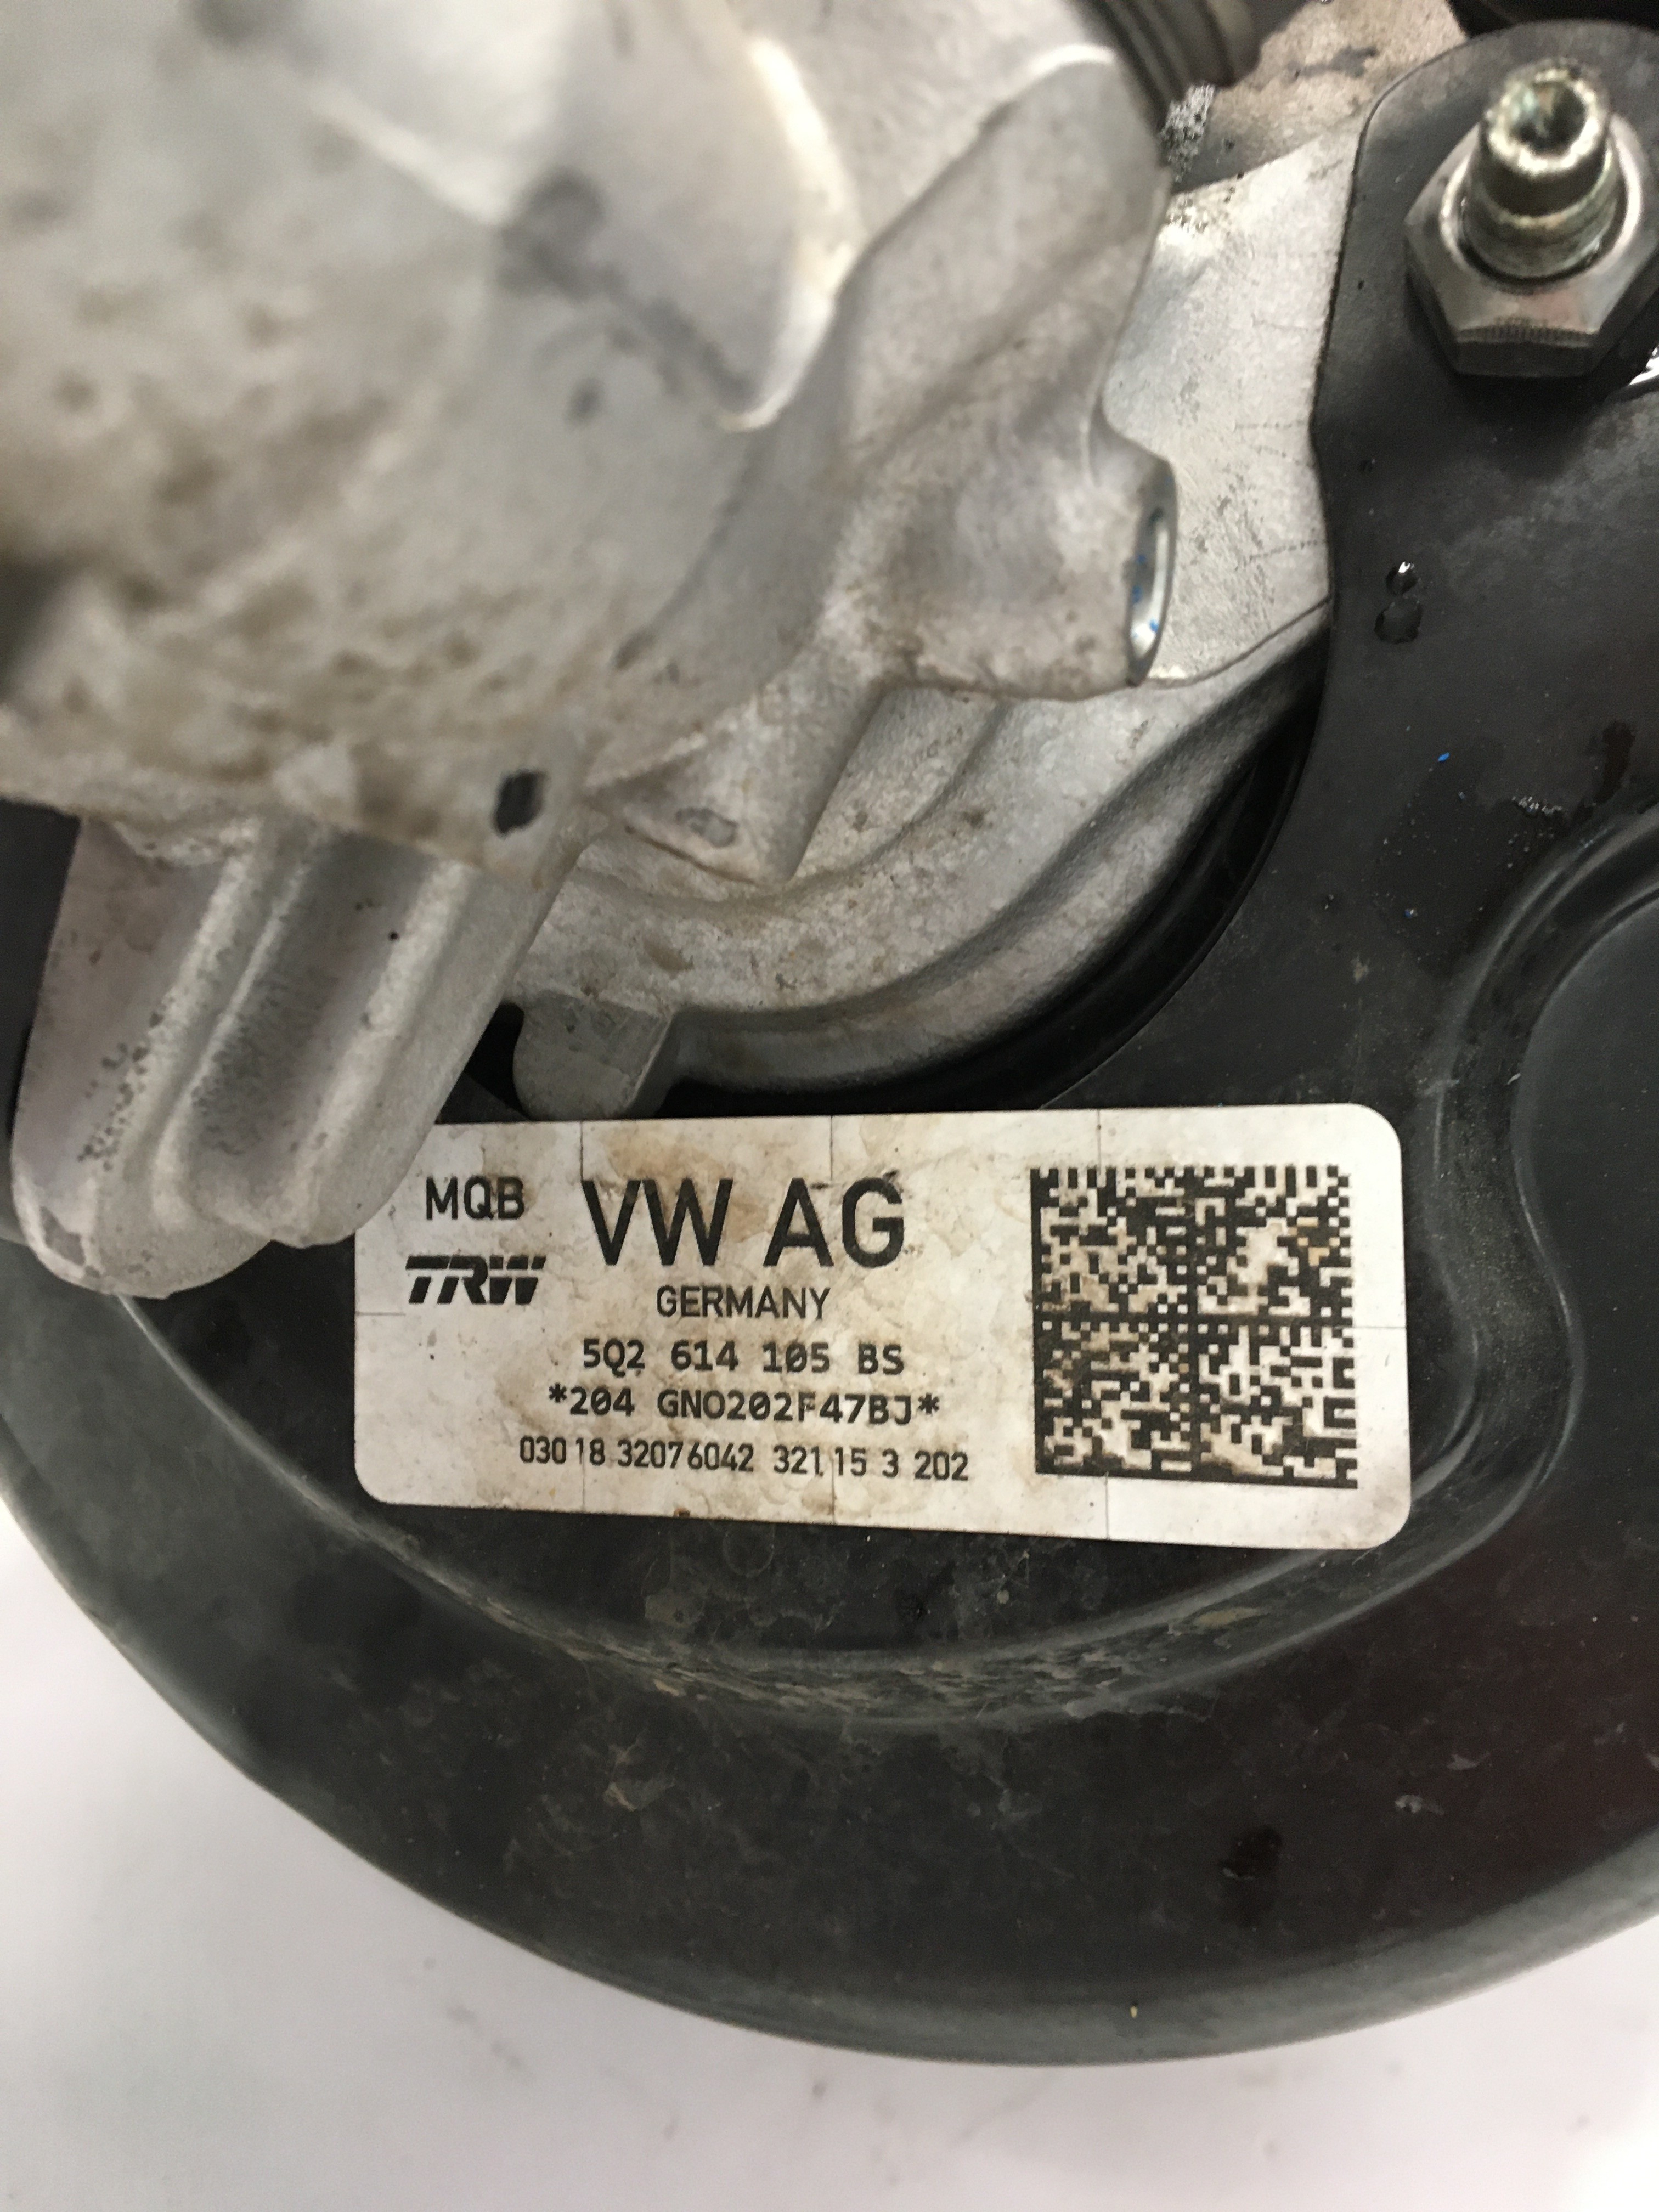 MQB VW AG
TRW
GERMANY
5Q2 614 105 BS
*204 GNO202F47BJ*
030 18 32076042 321 15 3 202